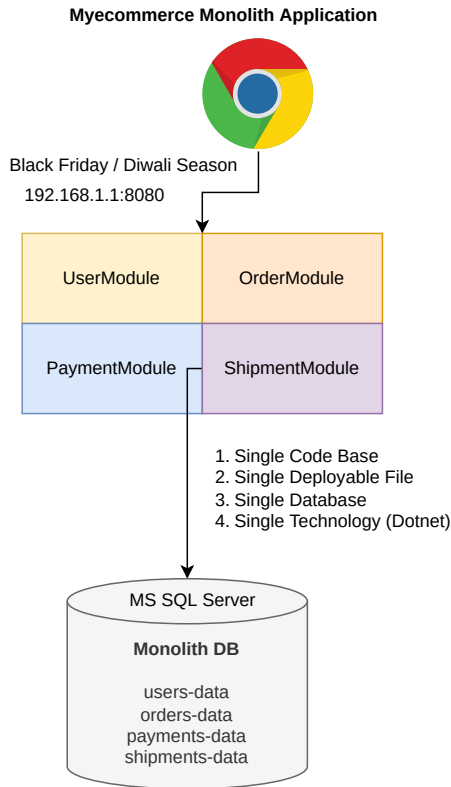 Myecommerce Monolith Application
Black Friday / Diwali Season
192.168.1.1:8080
UserModule
OrderModule
PaymentModule
ShipmentModule
1. Single Code Base
2. Single Deployable File
3. Single Database
4. Single Technology (Dotnet)
MS SQL Server
Monolith DB
users-data
orders-data
payments-data
shipments-data